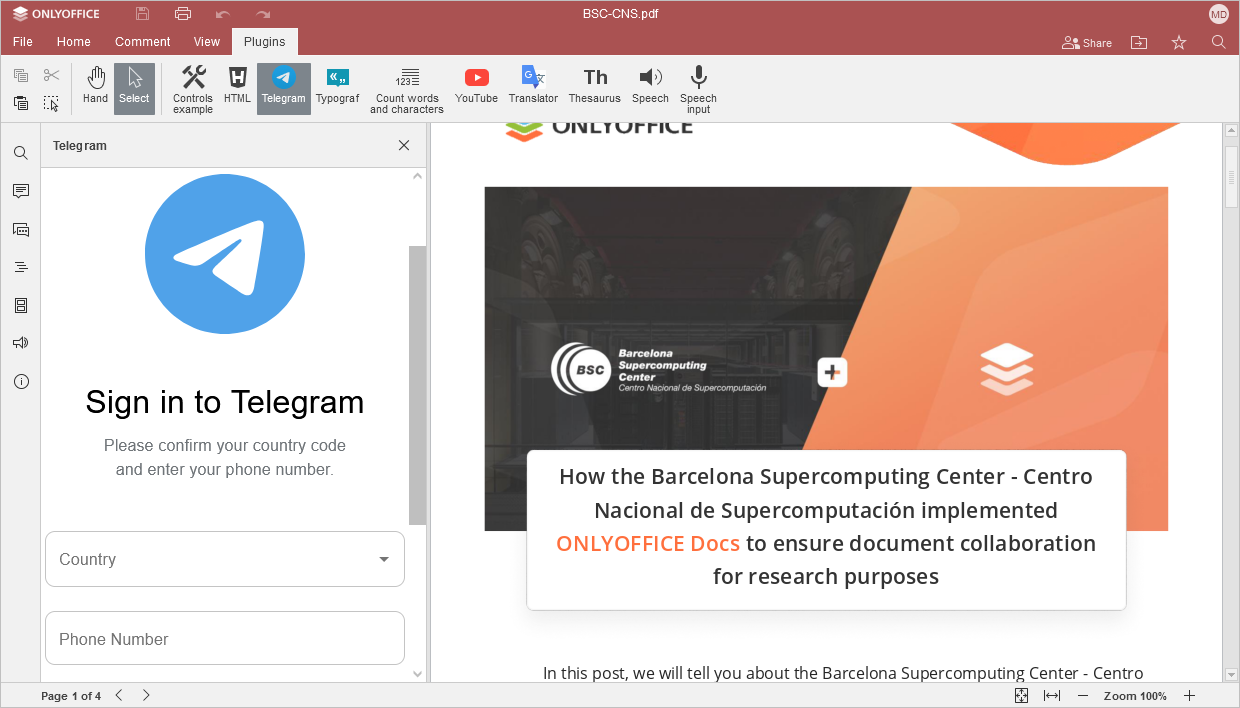 ONLYOFFICE
BSC-CNS.pdf
MD
File
Home
Comment
View
Plugins
Share
Hand
Select
Controls
example
HTML
Telegram
Typograf
123
Count words
and characters
YouTube
G
Translator
Th
Thesaurus
Speech
Speech
input
Telegram
Sign in to Telegram
Please confirm your country code
and enter your phone number.
Country
Phone Number
ONLYOFFICE
BSC
Barcelona
Supercomputing
Center
Centro Nacional de Supercomputación
How the Barcelona Supercomputing Center - Centro
Nacional de Supercomputación implemented
ONLYOFFICE Docs to ensure document collaboration
for research purposes
In this post, we will tell you about the Barcelona Supercomputing Center - Centro
Page 1 of 4
Zoom 100%